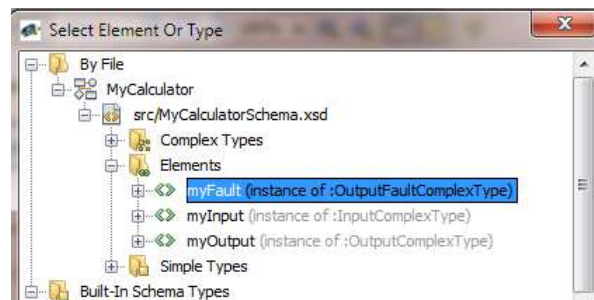 Select Element Or Type
By File
MyCalculator
src/MyCalculatorSchema.xsd
Complex Types
Elements
myFault (instance of :OutputFaultComplexType)
myInput (instance of :InputComplexType)
myOutput (instance of :OutputComplexType)
Simple Types
Built-In Schema Types